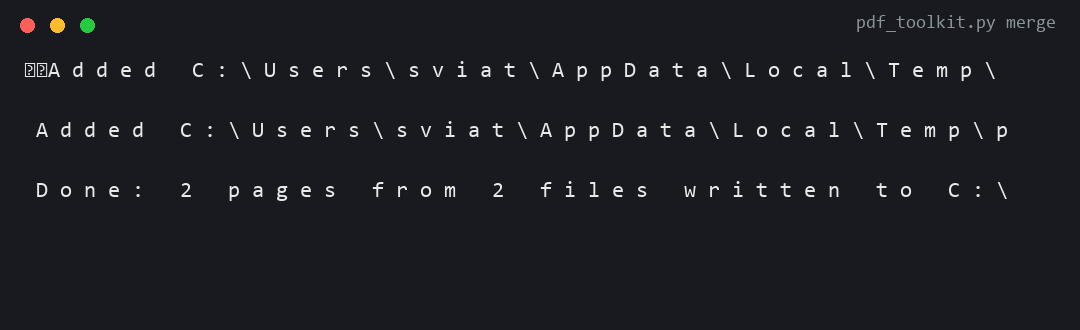 pdf_toolkit.py merge
Added C:\Users\sviat\AppData\Local\Temp\
Added C:\Users\sviat\AppData\Local\Temp\p
Done: 2 pages from 2 files written to C:\